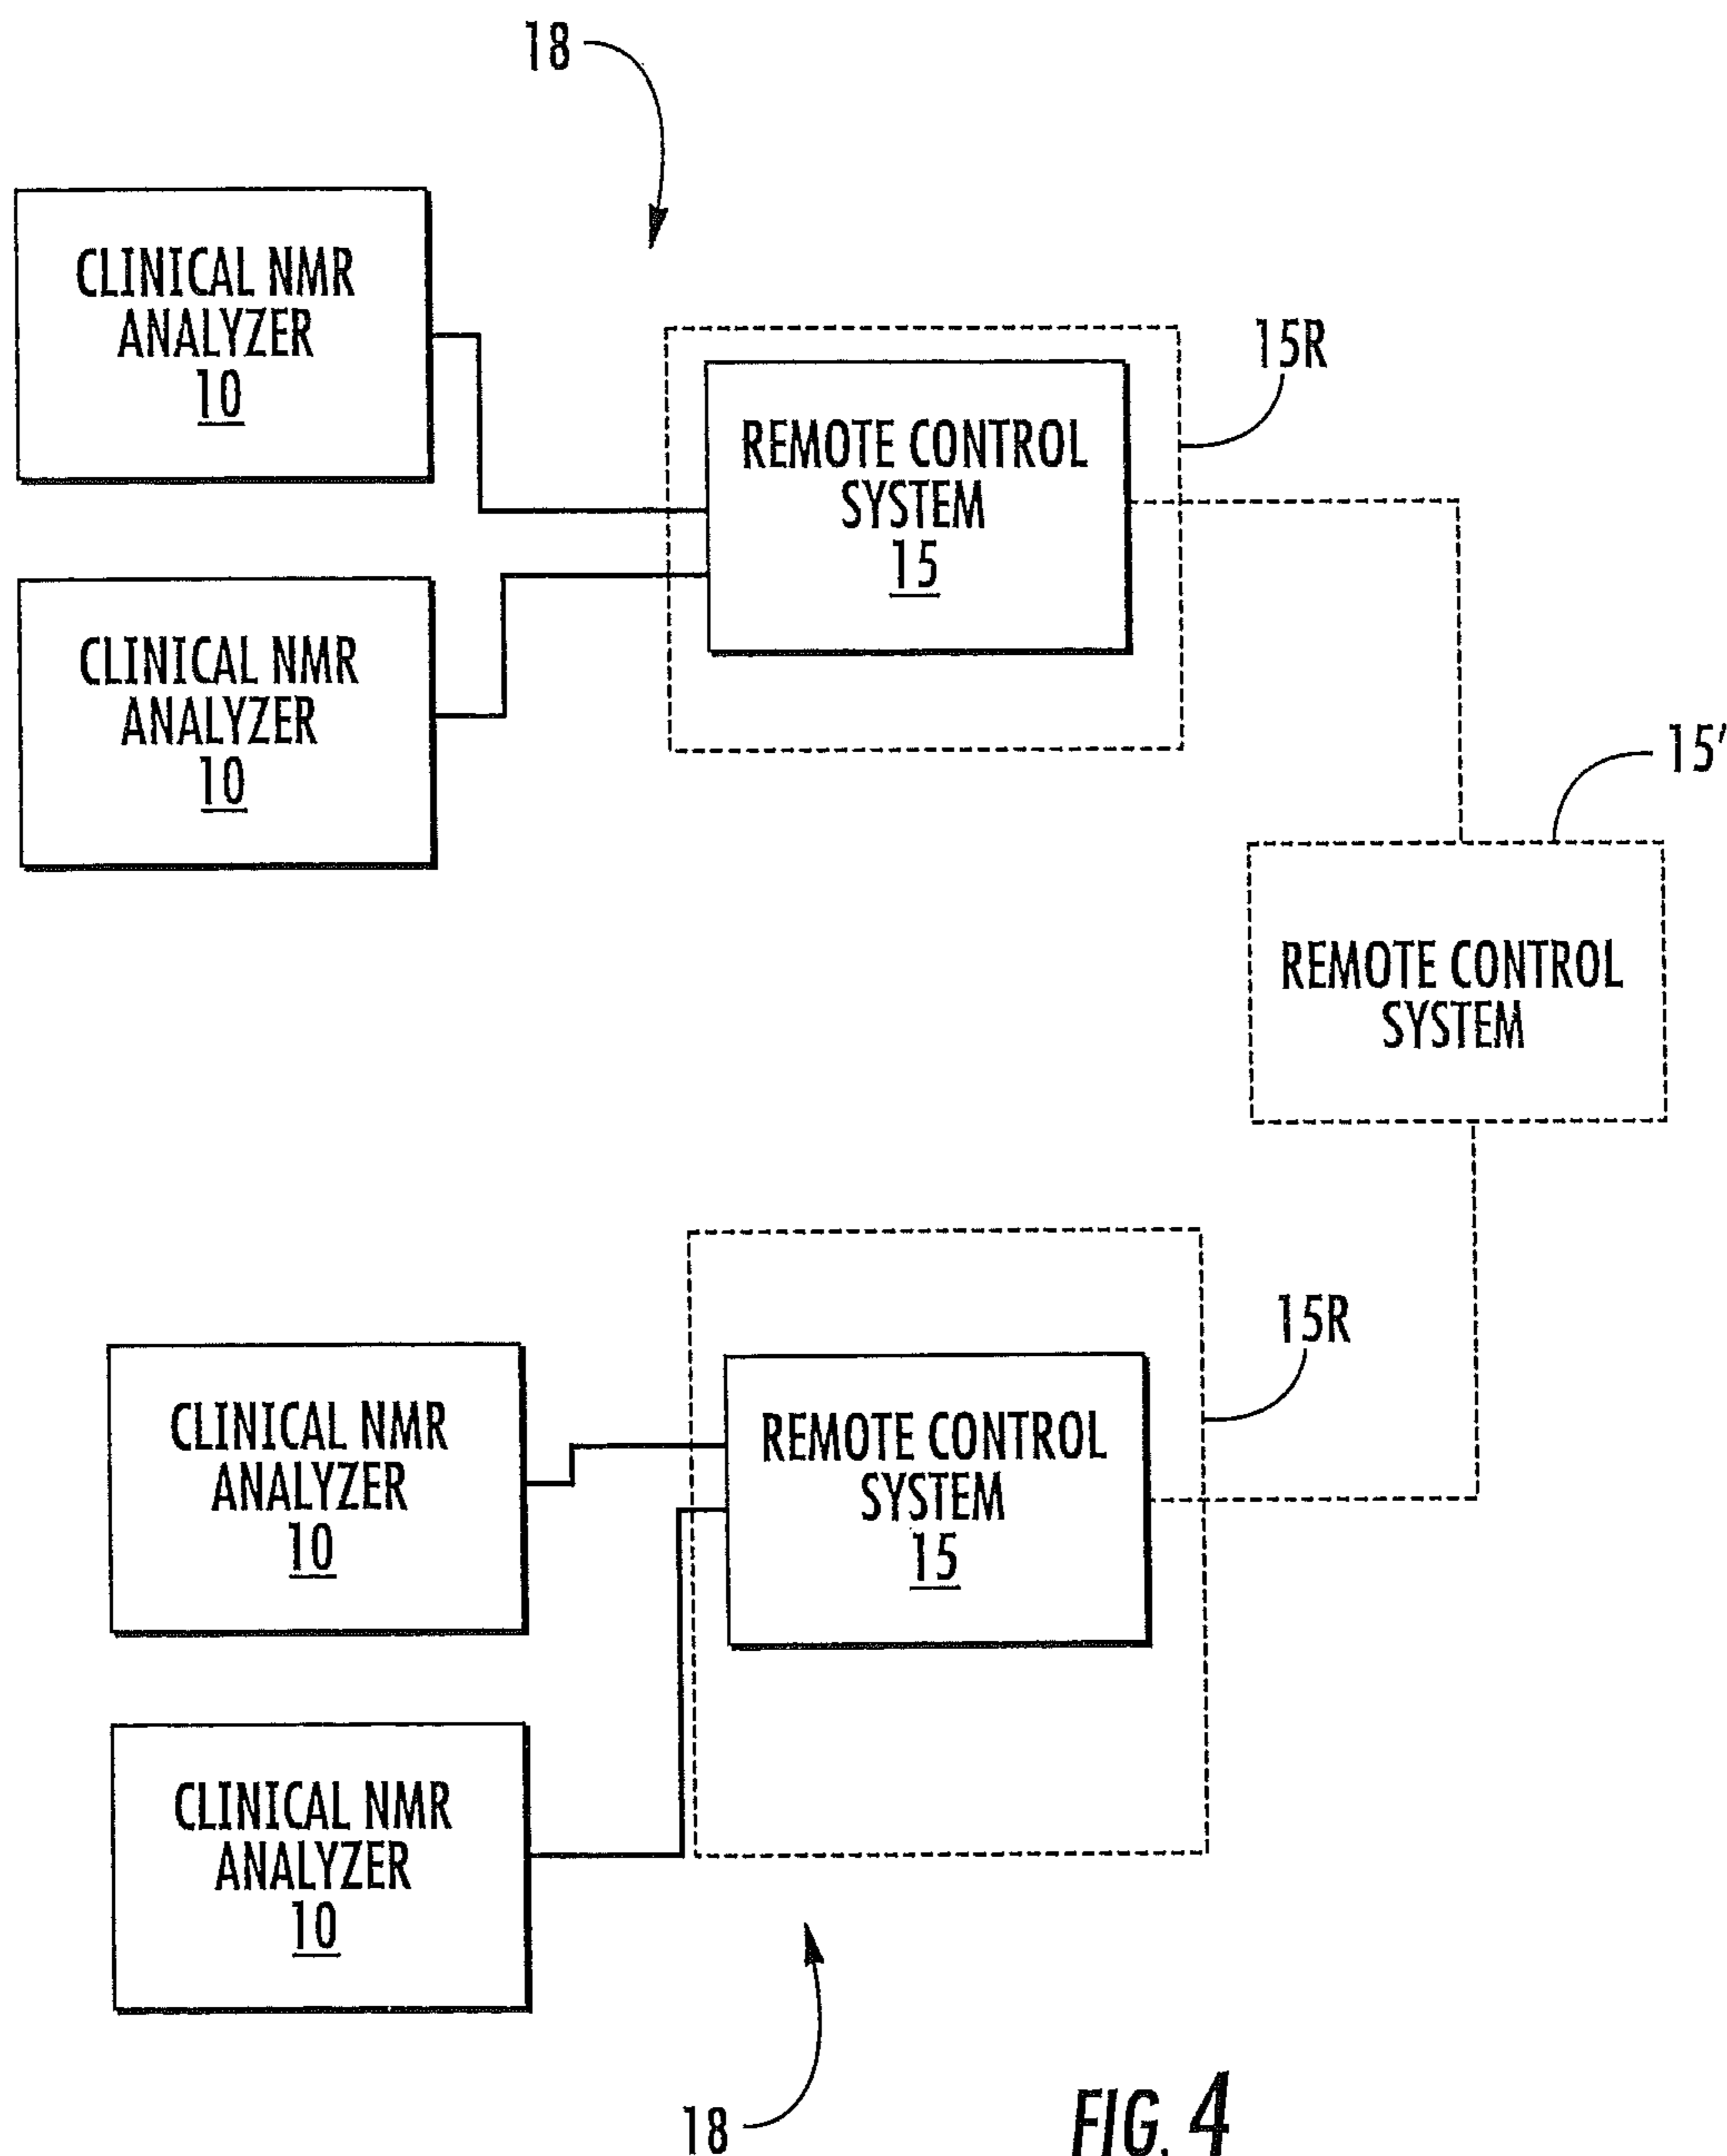 18
CLINICAL NMR
ANALYZER
10
15R
REMOTE CONTROL
SYSTEM
15
CLINICAL NMR
ANALYZER
10
15'
REMOTE CONTROL
SYSTEM
15R
CLINICAL NMR
ANALYZER
10
REMOTE CONTROL
SYSTEM
15
CLINICAL NMR
ANALYZER
10
18
FIG. 4